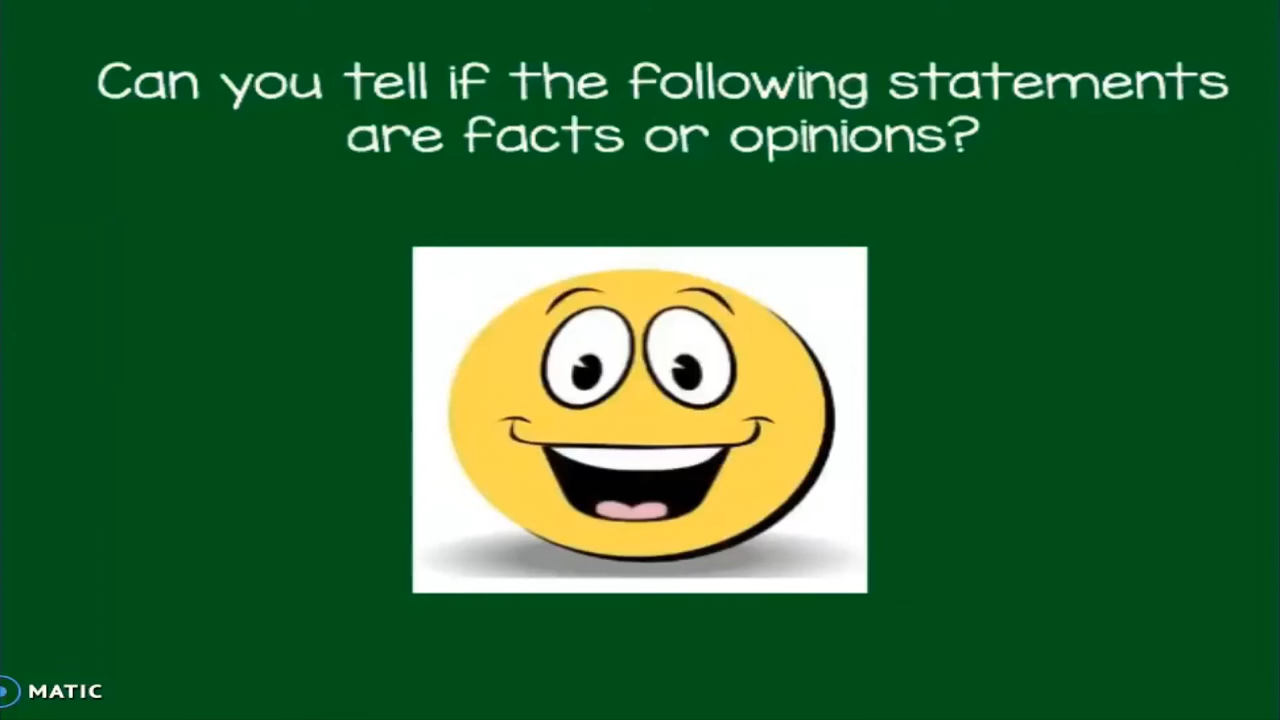 Can you tell if the following statements
are facts or opinions?
MATIC